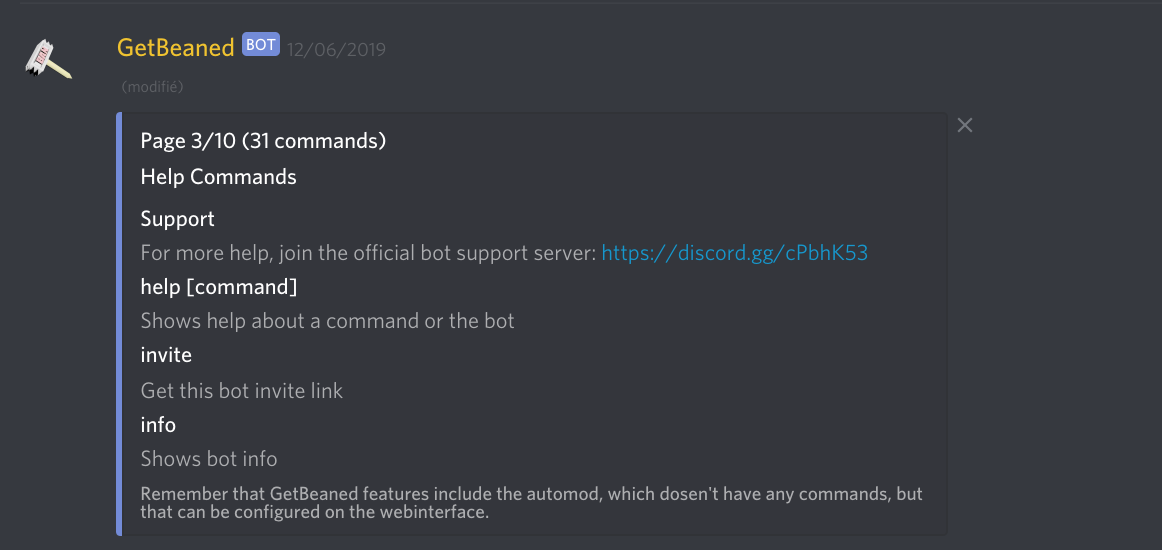 GetBeaned BOT 12/06/2019
(modifié)
Page 3/10 (31 commands)
Help Commands
Support
For more help, join the official bot support server: https://discord.gg/cPbhK53
help [command]
Shows help about a command or the bot
invite
Get this bot invite link
info
Shows bot info
Remember that GetBeaned features include the automod, which dosen't have any commands, but
that can be configured on the webinterface.